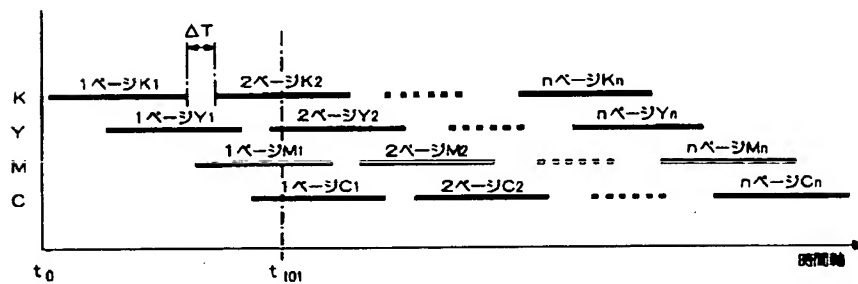 ΔT
K 1ページK1 2ページK2 nページKn
Y 1ページY1 2ページY2 nページYn
M 1ページM1 2ページM2 nページMn
C 1ページC1 2ページC2 nページCn
t0 t101 時間軸